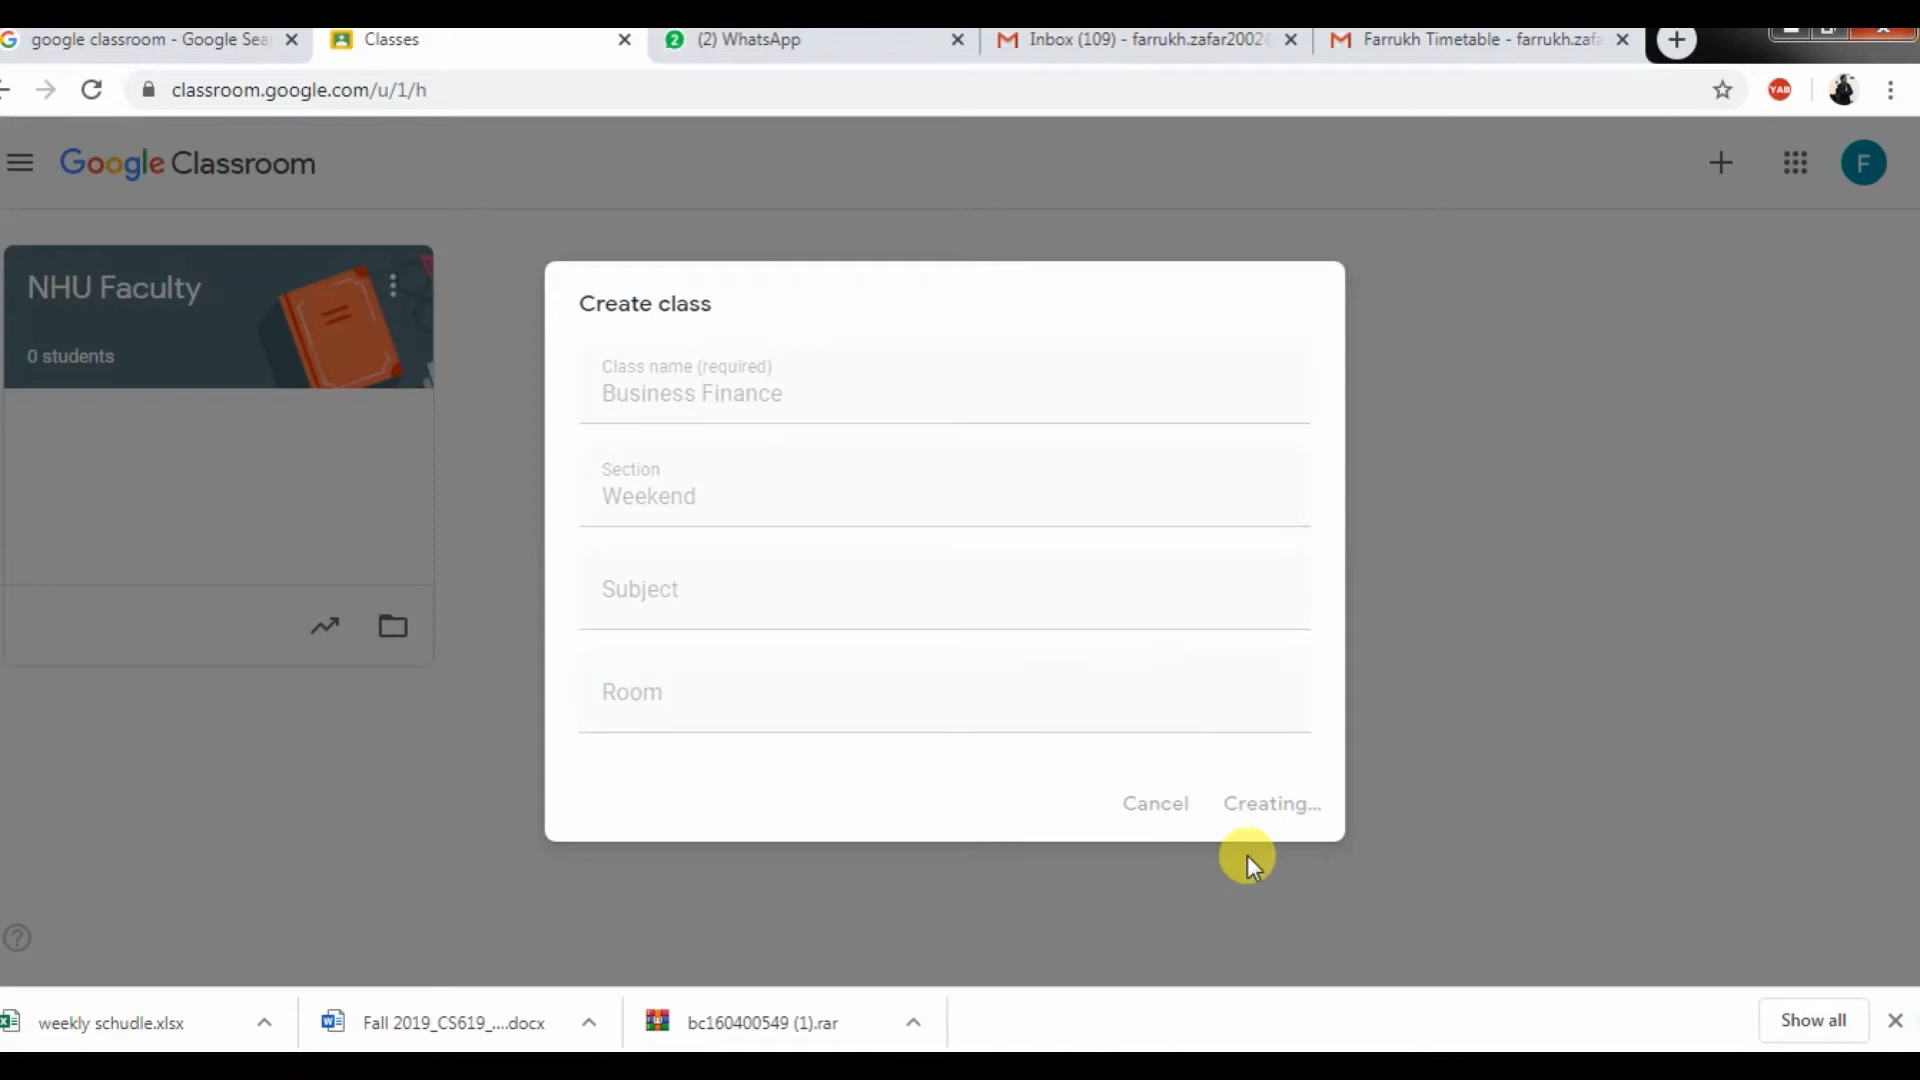 google classroom - Google Sea
Classes
(2) WhatsApp
Inbox (109) - farrukh.zafar2002
Farrukh Timetable - farrukh.zafa
classroom.google.com/u/1/h
YAB
Google Classroom
F
NHU Faculty
0 students
Create class
Class name (required)
Business Finance
Section
Weekend
Subject
Room
Cancel
Creating...
weekly schudle.xlsx
Fall 2019_CS619_....docx
bc160400549 (1).rar
Show all